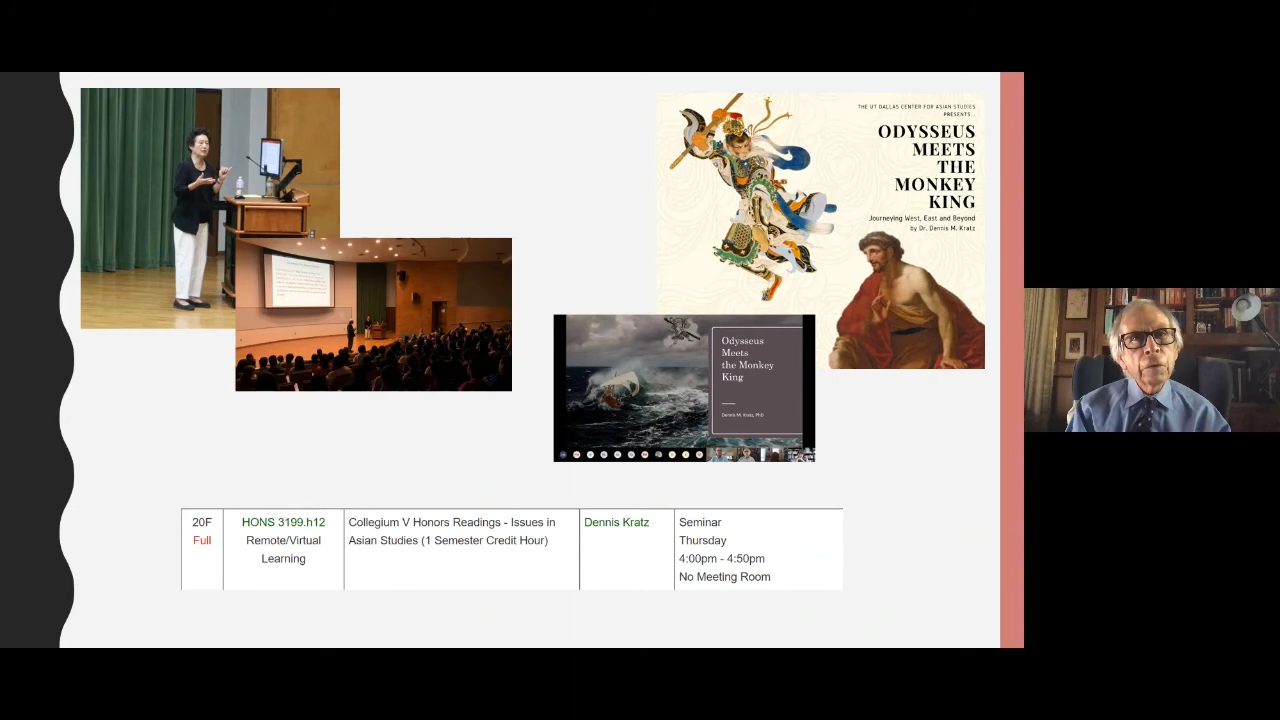 THE UT DALLAS CENTER FOR ASIAN STUDIES
PRESENTS...
ODYSSEUS
MEETS
THE
MONKEY
KING
Journeying West, East and Beyond
by Dr. Dennis M. Kratz
Odysseus
Meets
the Monkey
King
Dennis M. Kratz, PhD
20F
Full
HONS 3199.h12
Remote/Virtual
Learning
Collegium V Honors Readings - Issues in
Asian Studies (1 Semester Credit Hour)
Dennis Kratz
Seminar
Thursday
4:00pm - 4:50pm
No Meeting Room